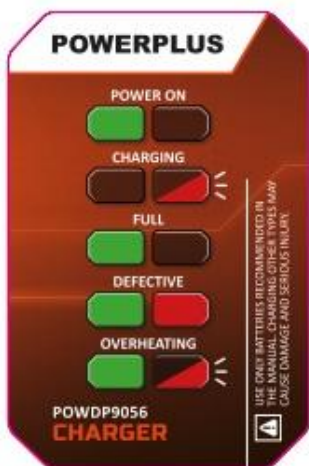 POWERPLUS
POWER ON
CHARGING
FULL
DEFECTIVE
OVERHEATING
POWDP9056
CHARGER
USE ONLY BATTERIES RECOMMENDED IN
THE MANUAL. CHARGING OTHER TYPES MAY
CAUSE DAMAGE AND SERIOUS INJURY.